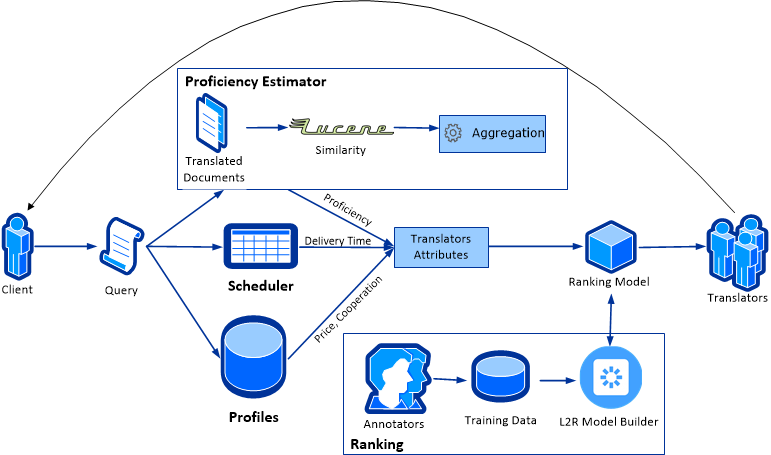 Proficiency Estimator
Lucene
Aggregation
Similarity
Translated
Documents
Proficiency
Client
Query
Scheduler
Delivery Time
Translators
Attributes
Ranking Model
Translators
Price, Cooperation
Profiles
Annotators
Training Data
L2R Model Builder
Ranking